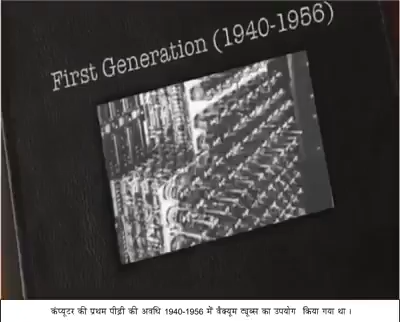 First Generation (1940-1956)
कंप्यूटर की प्रथम पीढ़ी की अवधि 1940-1956 में वैक्यूम ट्यूब्स का उपयोग किया गया था ।